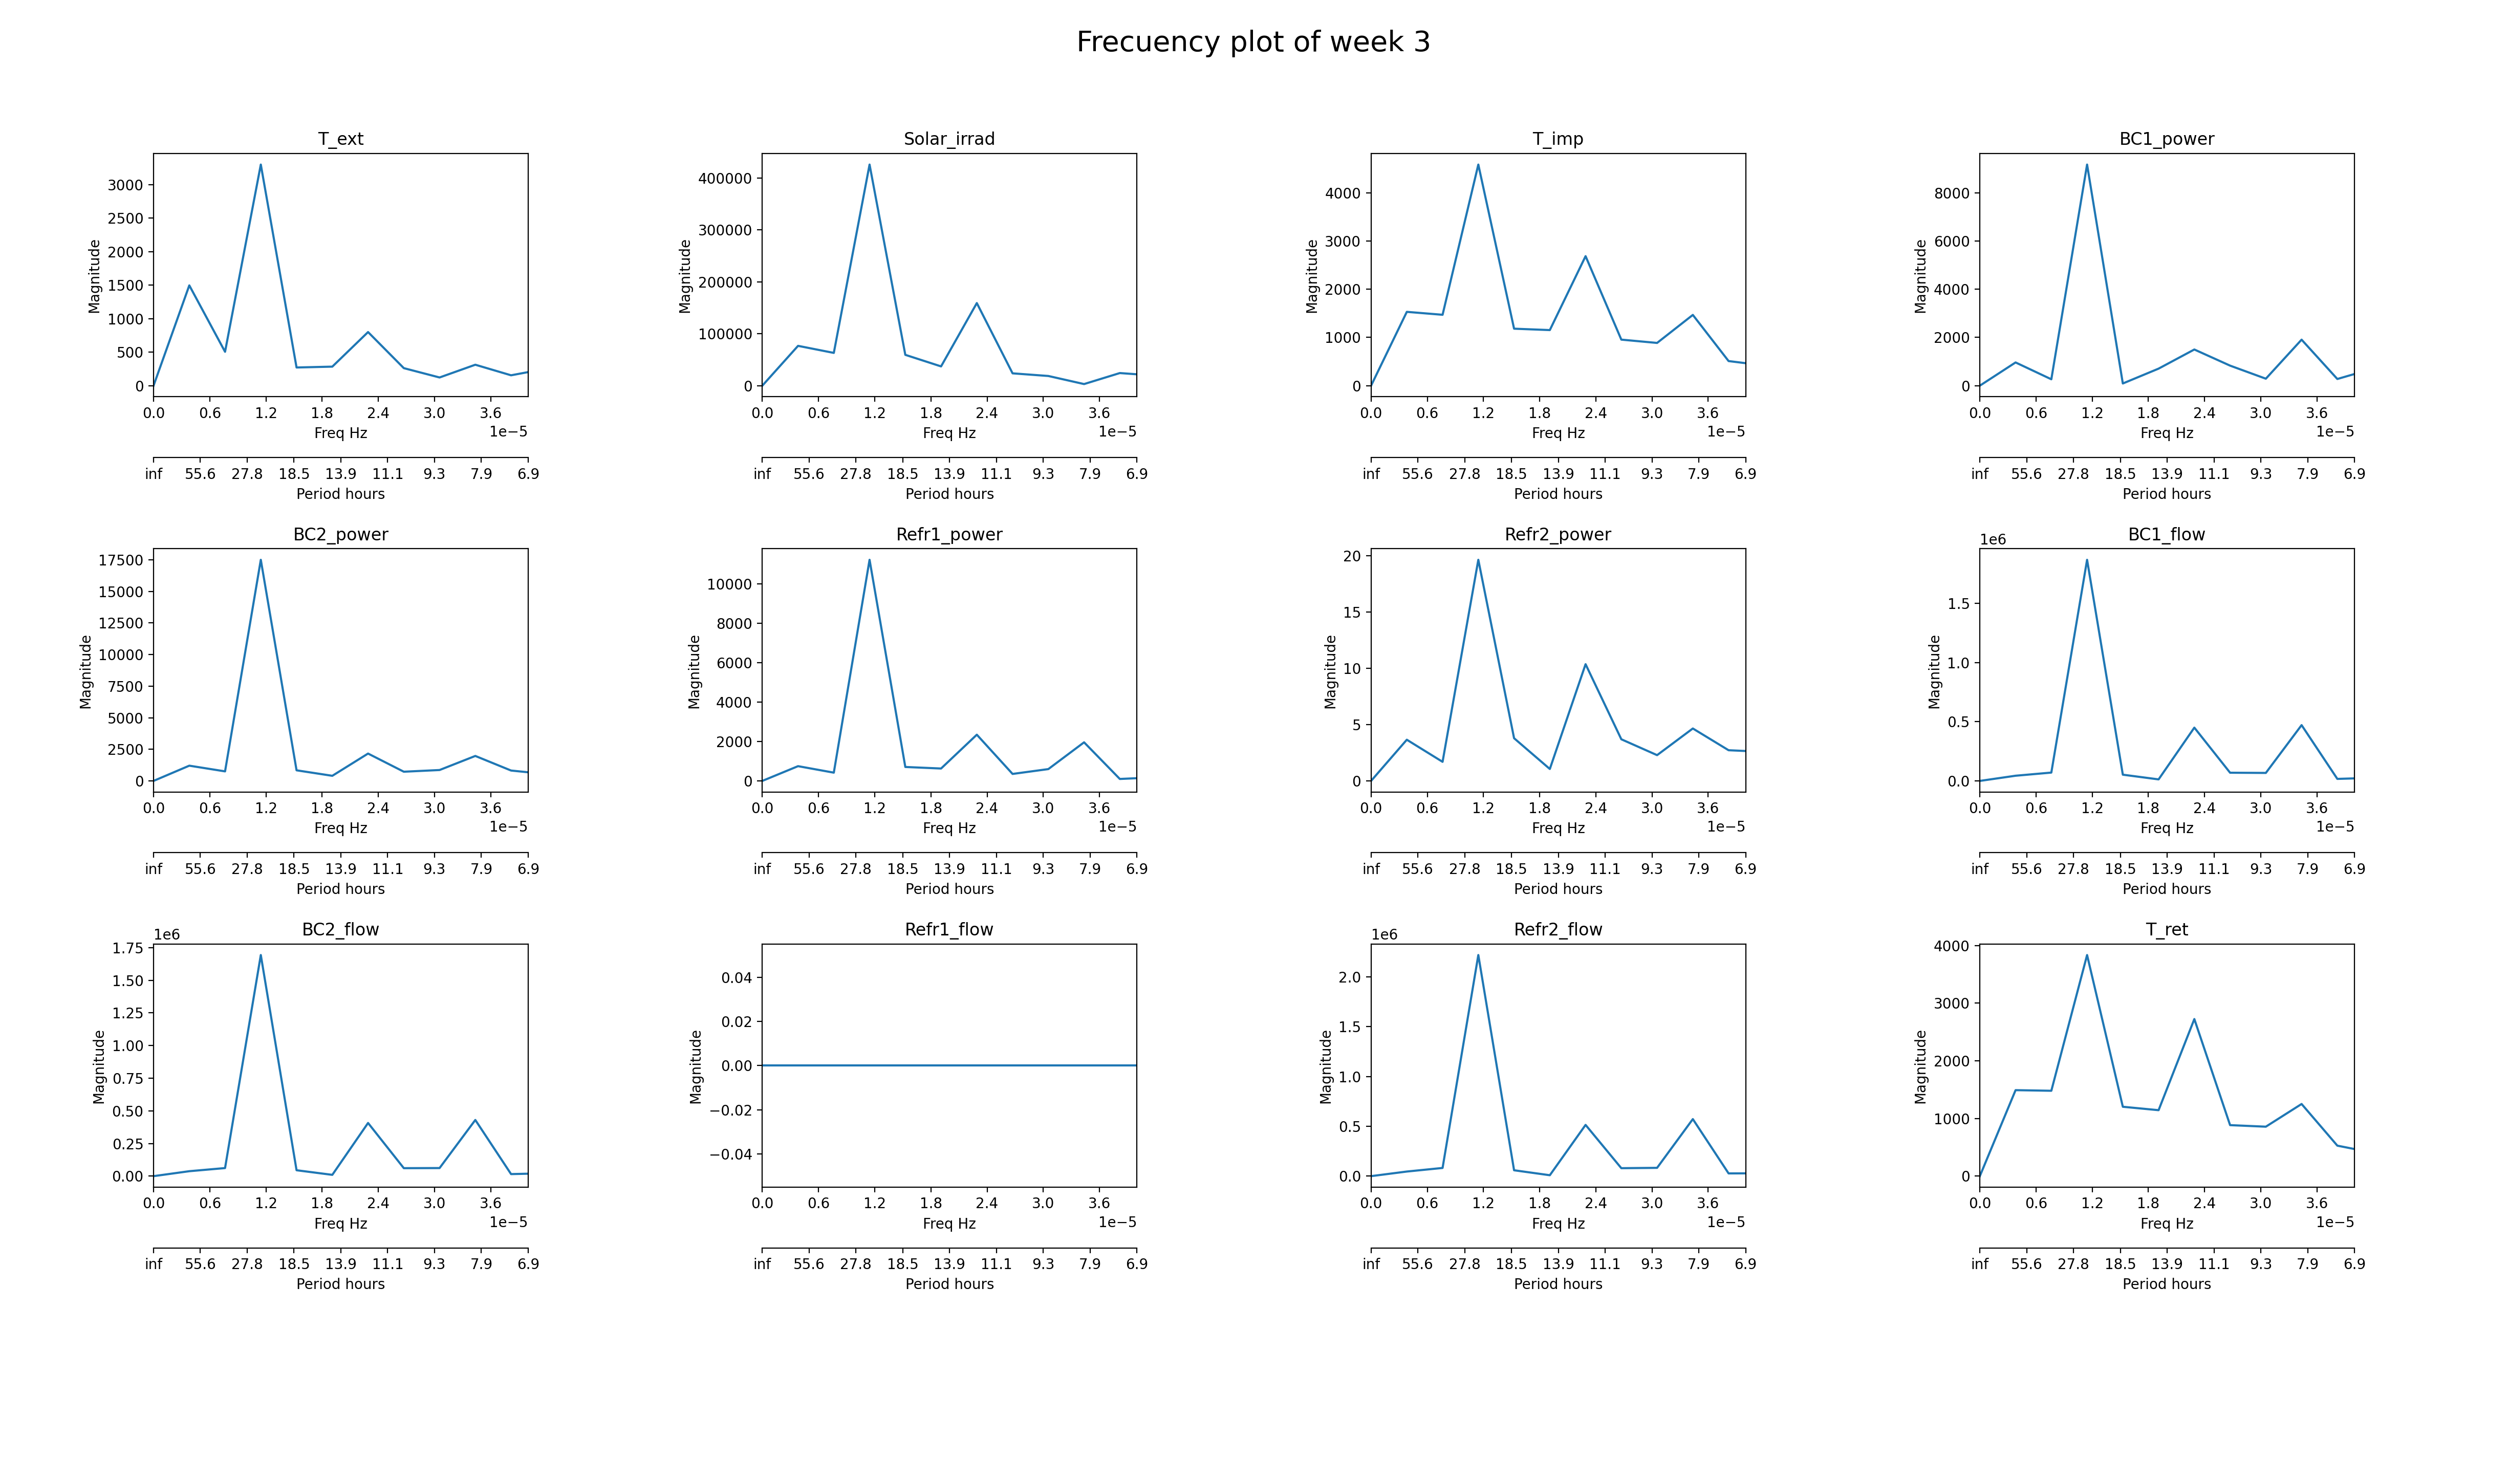 Frecuency plot of week 3
T_ext
Magnitude
3000
2500
2000
1500
1000
500
0
0.0 0.6 1.2 1.8 2.4 3.0 3.6
Freq Hz
1e−5
inf 55.6 27.8 18.5 13.9 11.1 9.3 7.9 6.9
Period hours
Solar_irrad
Magnitude
400000
300000
200000
100000
0
0.0 0.6 1.2 1.8 2.4 3.0 3.6
Freq Hz
1e−5
inf 55.6 27.8 18.5 13.9 11.1 9.3 7.9 6.9
Period hours
T_imp
Magnitude
4000
3000
2000
1000
0
0.0 0.6 1.2 1.8 2.4 3.0 3.6
Freq Hz
1e−5
inf 55.6 27.8 18.5 13.9 11.1 9.3 7.9 6.9
Period hours
BC1_power
Magnitude
8000
6000
4000
2000
0
0.0 0.6 1.2 1.8 2.4 3.0 3.6
Freq Hz
1e−5
inf 55.6 27.8 18.5 13.9 11.1 9.3 7.9 6.9
Period hours
BC2_power
Magnitude
17500
15000
12500
10000
7500
5000
2500
0
0.0 0.6 1.2 1.8 2.4 3.0 3.6
Freq Hz
1e−5
inf 55.6 27.8 18.5 13.9 11.1 9.3 7.9 6.9
Period hours
Refr1_power
Magnitude
10000
8000
6000
4000
2000
0
0.0 0.6 1.2 1.8 2.4 3.0 3.6
Freq Hz
1e−5
inf 55.6 27.8 18.5 13.9 11.1 9.3 7.9 6.9
Period hours
Refr2_power
Magnitude
20
15
10
5
0
0.0 0.6 1.2 1.8 2.4 3.0 3.6
Freq Hz
1e−5
inf 55.6 27.8 18.5 13.9 11.1 9.3 7.9 6.9
Period hours
BC1_flow
1e6
Magnitude
1.5
1.0
0.5
0.0
0.0 0.6 1.2 1.8 2.4 3.0 3.6
Freq Hz
1e−5
inf 55.6 27.8 18.5 13.9 11.1 9.3 7.9 6.9
Period hours
BC2_flow
1e6
Magnitude
1.75
1.50
1.25
1.00
0.75
0.50
0.25
0.00
0.0 0.6 1.2 1.8 2.4 3.0 3.6
Freq Hz
1e−5
inf 55.6 27.8 18.5 13.9 11.1 9.3 7.9 6.9
Period hours
Refr1_flow
Magnitude
0.04
0.02
0.00
−0.02
−0.04
0.0 0.6 1.2 1.8 2.4 3.0 3.6
Freq Hz
1e−5
inf 55.6 27.8 18.5 13.9 11.1 9.3 7.9 6.9
Period hours
Refr2_flow
1e6
Magnitude
2.0
1.5
1.0
0.5
0.0
0.0 0.6 1.2 1.8 2.4 3.0 3.6
Freq Hz
1e−5
inf 55.6 27.8 18.5 13.9 11.1 9.3 7.9 6.9
Period hours
T_ret
Magnitude
4000
3000
2000
1000
0
0.0 0.6 1.2 1.8 2.4 3.0 3.6
Freq Hz
1e−5
inf 55.6 27.8 18.5 13.9 11.1 9.3 7.9 6.9
Period hours